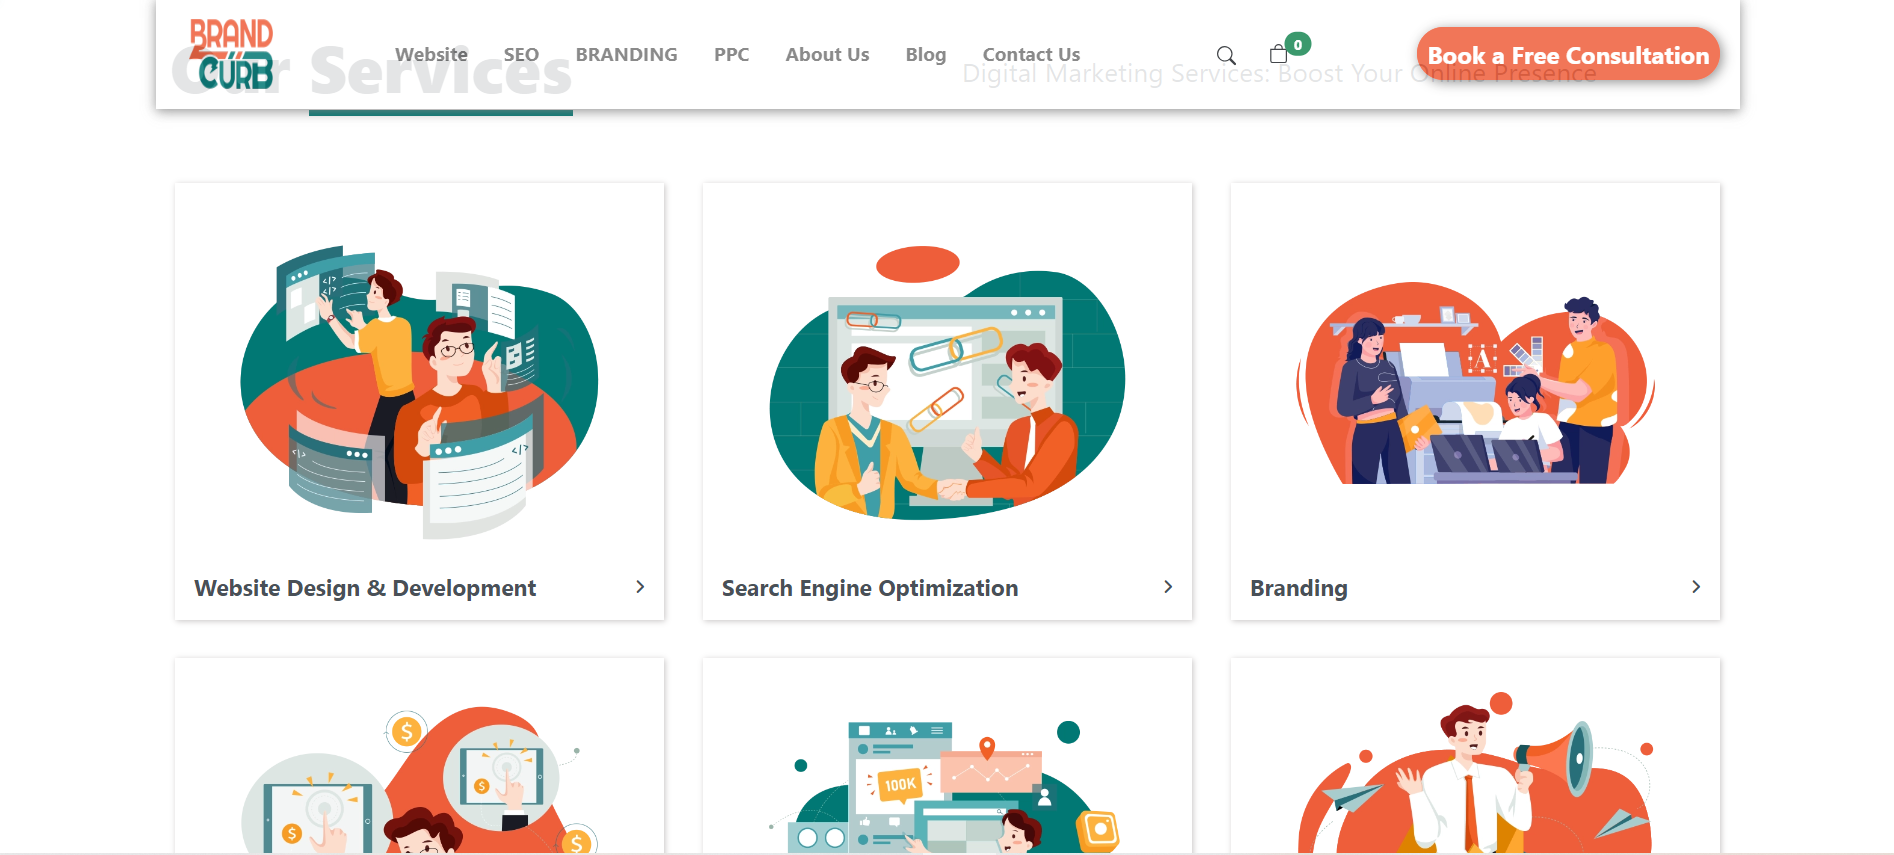 BRAND CURB
Website SEO BRANDING PPC About Us Blog Contact Us
0
Book a Free Consultation
Our Services
Digital Marketing Services: Boost Your Online Presence
</>
</>
</>
</>
A
Website Design & Development
Search Engine Optimization
Branding
$
$
$
$
100K